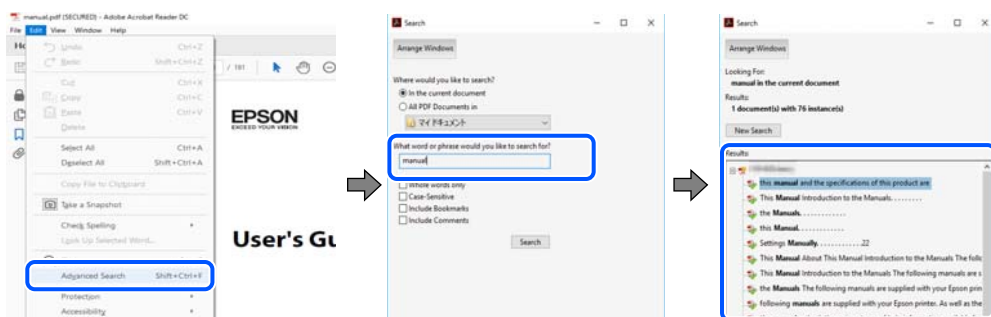 manual.pdf (SECURED) - Adobe Acrobat Reader DC
File Edit View Window Help
Undo Ctrl+Z
Redo Shift+Ctrl+Z
Cut Ctrl+X
Copy Ctrl+C
Paste Ctrl+V
Delete
Select All Ctrl+A
Deselect All Shift+Ctrl+A
Copy File to Clipboard
Take a Snapshot
Check Spelling
Look Up Selected Word...
Advanced Search Shift+Ctrl+F
Protection
Accessibility
/ 181
EPSON
EXCEED YOUR VISION
User's Gu
Search
Arrange Windows
Where would you like to search?
In the current document
All PDF Documents in
マイ ドキュメント
What word or phrase would you like to search for?
manual
Whole words only
Case-Sensitive
Include Bookmarks
Include Comments
Search
Search
Arrange Windows
Looking For:
manual in the current document
Results:
1 document(s) with 76 instance(s)
New Search
Results:
this manual and the specifications of this product are
This Manual Introduction to the Manuals. . . . . . . . .
the Manuals. . . . . . . . . . . . .
this Manual. . . . . . . . . . . . .
Settings Manually. . . . . . . . . . . . . 22
This Manual About This Manual Introduction to the Manuals The follo
This Manual Introduction to the Manuals The following manuals are s
the Manuals The following manuals are supplied with your Epson prin
following manuals are supplied with your Epson printer. As well as the